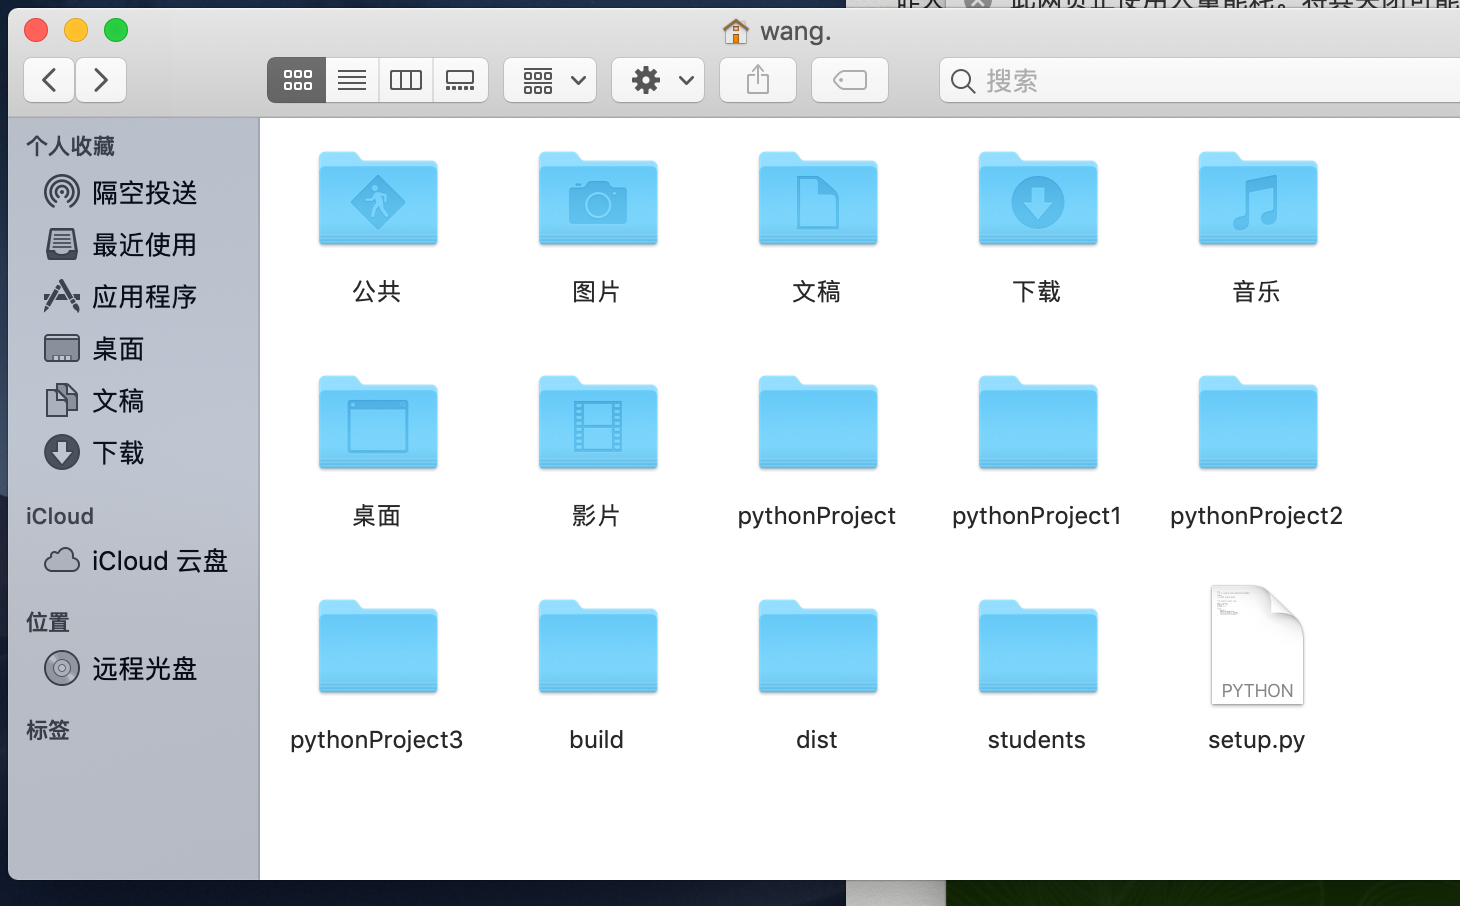 wang.
搜索
个人收藏
隔空投送
最近使用
应用程序
桌面
文稿
下载
iCloud
iCloud 云盘
位置
远程光盘
标签
公共
图片
文稿
下载
音乐
桌面
影片
pythonProject
pythonProject1
pythonProject2
pythonProject3
build
dist
students
PYTHON
setup.py